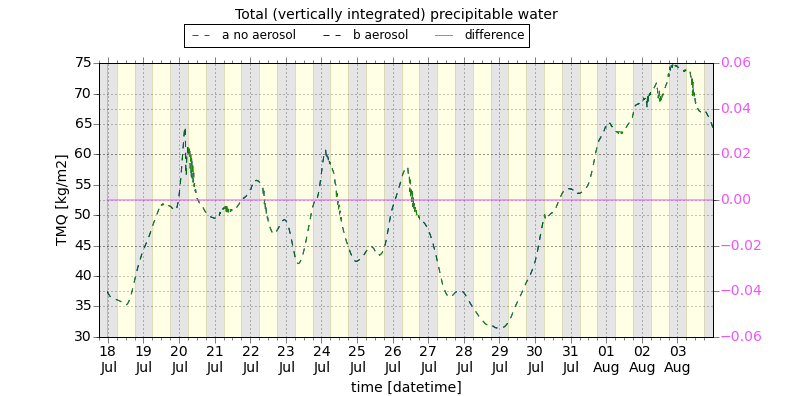 Total (vertically integrated) precipitable water
a no aerosol b aerosol difference
75
70
65
60
55
50
45
40
35
30
TMQ [kg/m2]
0.06
0.04
0.02
0.00
−0.02
−0.04
−0.06
18 19 20 21 22 23 24 25 26 27 28 29 30 31 01 02 03
Jul Jul Jul Jul Jul Jul Jul Jul Jul Jul Jul Jul Jul Jul Aug Aug Aug
time [datetime]